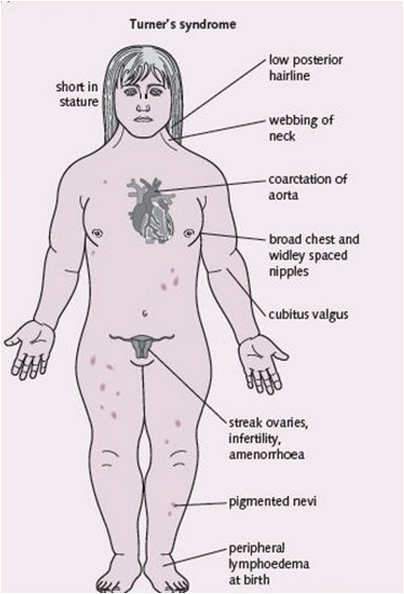 Turner's syndrome
short in
stature
low posterior
hairline
webbing of
neck
coarctation of
aorta
broad chest and
widley spaced
nipples
cubitus valgus
streak ovaries,
infertility,
amenorrhoea
pigmented nevi
peripheral
lymphoedema
at birth